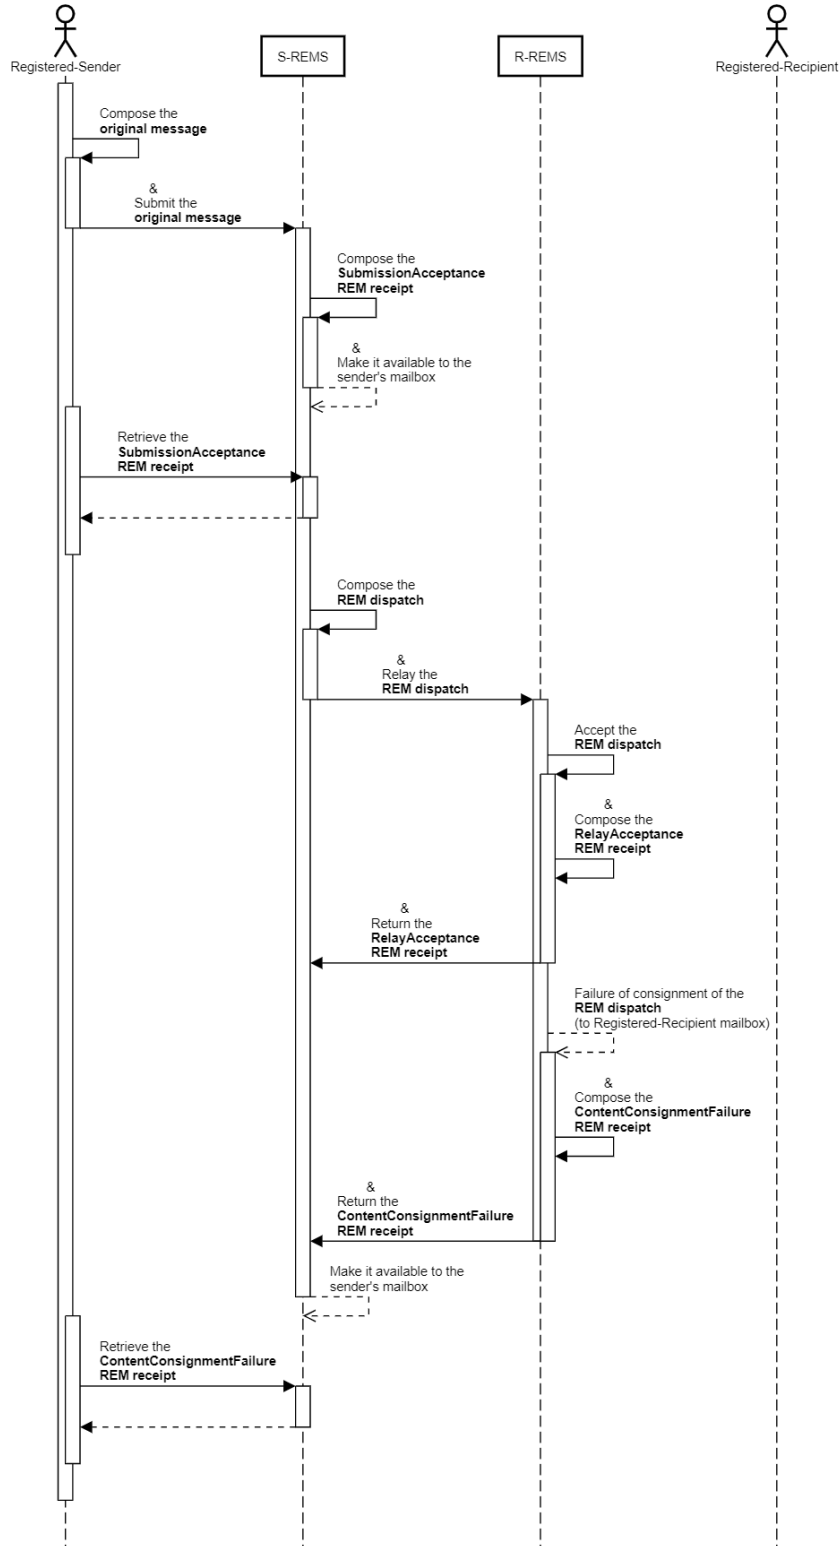 Registered-Sender
S-REMS
R-REMS
Registered-Recipient
Compose the
original message
&
Submit the
original message
Compose the
SubmissionAcceptance
REM receipt
&
Make it available to the
sender's mailbox
Retrieve the
SubmissionAcceptance
REM receipt
Compose the
REM dispatch
&
Relay the
REM dispatch
Accept the
REM dispatch
&
Compose the
RelayAcceptance
REM receipt
&
Return the
RelayAcceptance
REM receipt
Failure of consignment of the
REM dispatch
(to Registered-Recipient mailbox)
&
Compose the
ContentConsignmentFailure
REM receipt
&
Return the
ContentConsignmentFailure
REM receipt
Make it available to the
sender's mailbox
Retrieve the
ContentConsignmentFailure
REM receipt